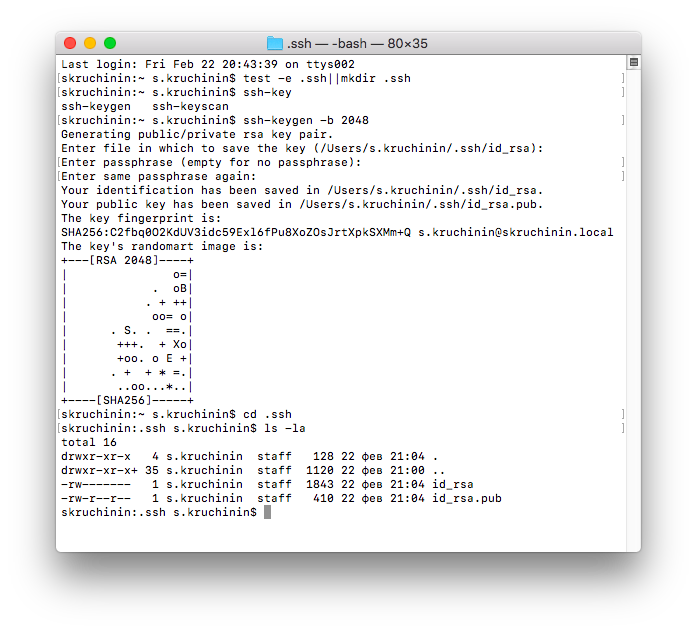 .ssh — -bash — 80×35
Last login: Fri Feb 22 20:43:39 on ttys002
[skruchinin:~ s.kruchinin$ test -e .ssh||mkdir .ssh ]
[skruchinin:~ s.kruchinin$ ssh-key ]
ssh-keygen   ssh-keyscan
[skruchinin:~ s.kruchinin$ ssh-keygen -b 2048 ]
Generating public/private rsa key pair.
Enter file in which to save the key (/Users/s.kruchinin/.ssh/id_rsa):
[Enter passphrase (empty for no passphrase): ]
[Enter same passphrase again: ]
Your identification has been saved in /Users/s.kruchinin/.ssh/id_rsa.
Your public key has been saved in /Users/s.kruchinin/.ssh/id_rsa.pub.
The key fingerprint is:
SHA256:C2fbq0O2KdUV3idc59Exl6fPu8XoZOsJrtXpkSXMm+Q s.kruchinin@skruchinin.local
The key's randomart image is:
+---[RSA 2048]----+
|               o=|
|            .  oB|
|           . + ++|
|            oo= o|
|      . S. .  ==.|
|       +++.  + Xo|
|       +oo. o E +|
|      . +  + * =.|
|       ..oo...*..|
+----[SHA256]-----+
[skruchinin:~ s.kruchinin$ cd .ssh ]
[skruchinin:.ssh s.kruchinin$ ls -la ]
total 16
drwxr-xr-x   4 s.kruchinin  staff   128 22 фев 21:04 .
drwxr-xr-x+ 35 s.kruchinin  staff  1120 22 фев 21:00 ..
-rw-------   1 s.kruchinin  staff  1843 22 фев 21:04 id_rsa
-rw-r--r--   1 s.kruchinin  staff   410 22 фев 21:04 id_rsa.pub
skruchinin:.ssh s.kruchinin$